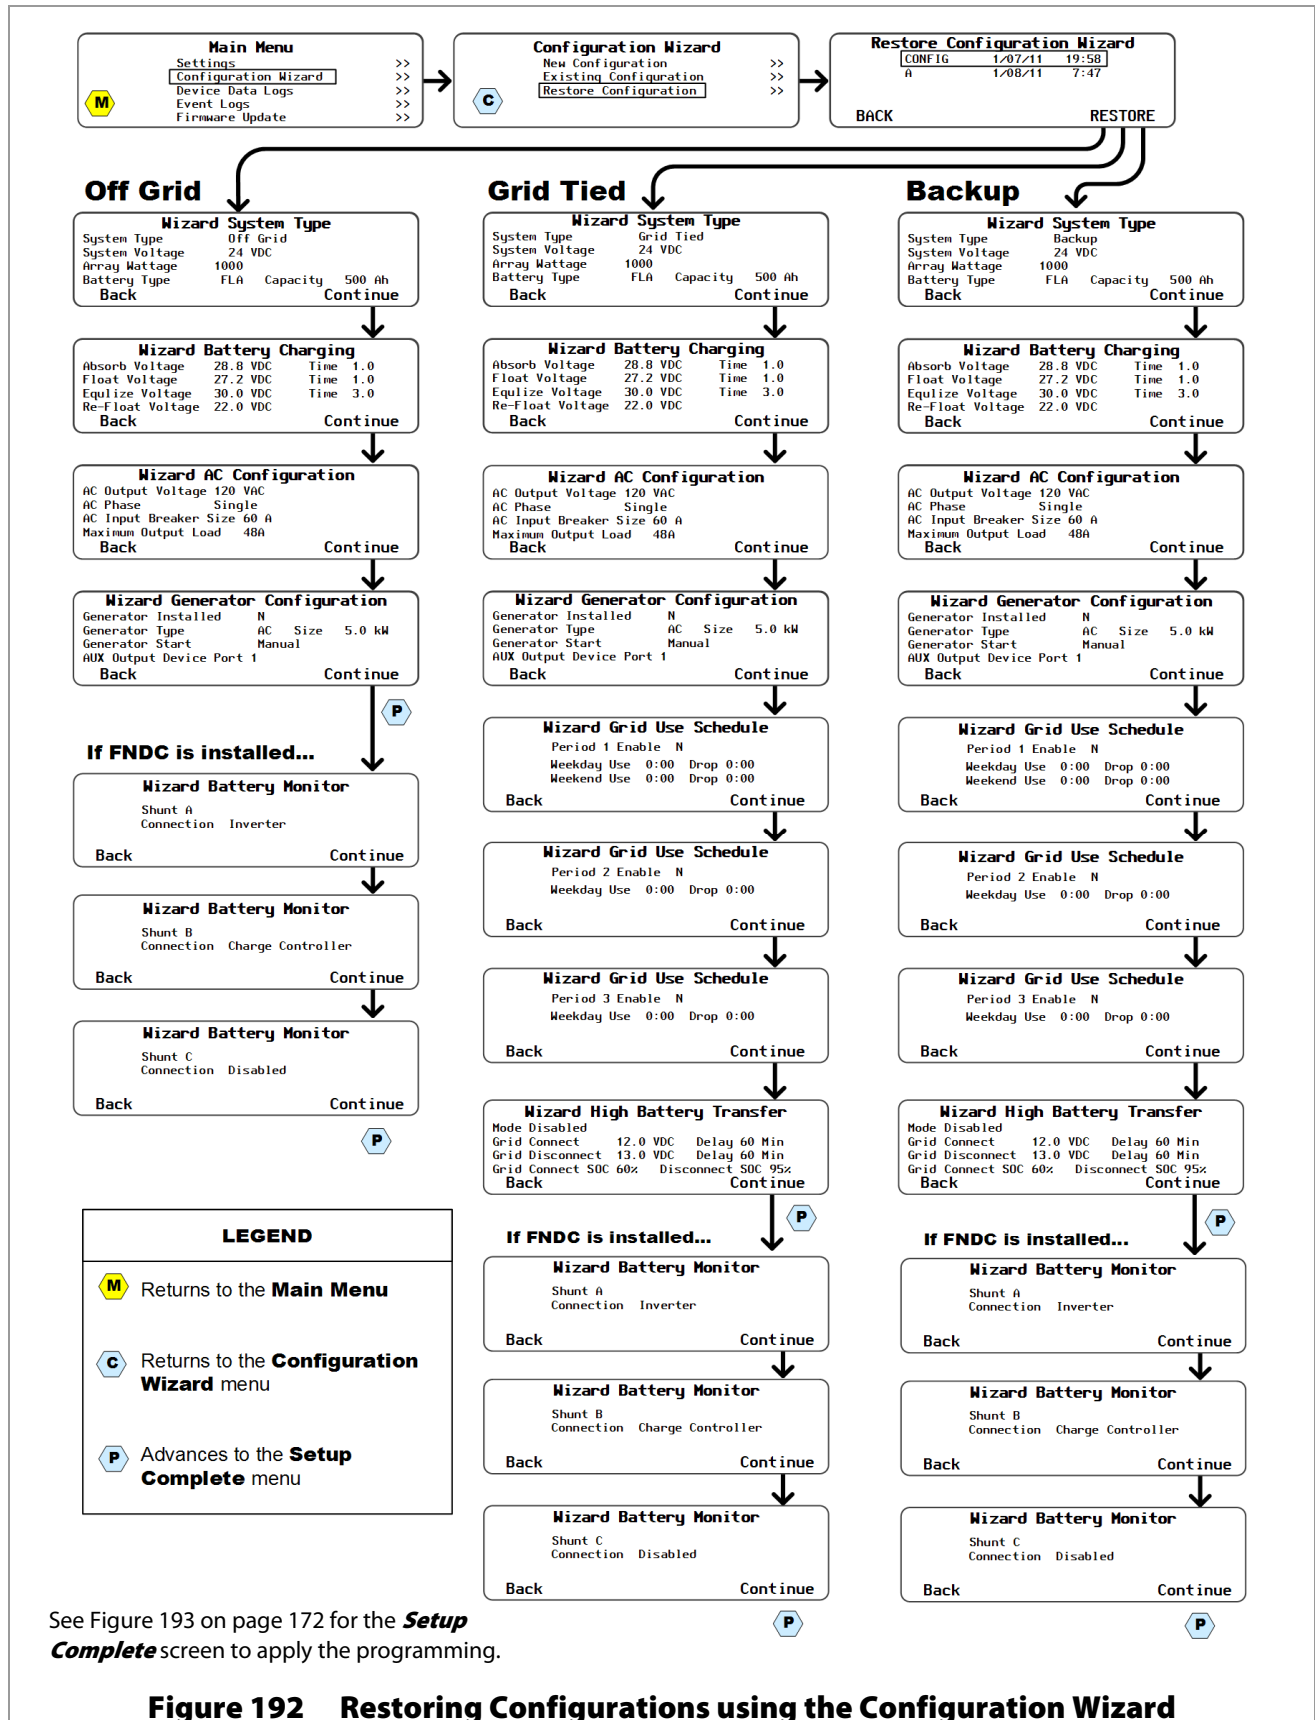 Main Menu
Settings >>
Configuration Wizard >>
Device Data Logs >>
Event Logs >>
Firmware Update >>
M
Configuration Wizard
New Configuration >>
Existing Configuration >>
Restore Configuration >>
C
Restore Configuration Wizard
CONFIG 1/07/11 19:58
A 1/08/11 7:47
BACK RESTORE
Off Grid
Wizard System Type
System Type Off Grid
System Voltage 24 VDC
Array Wattage 1000
Battery Type FLA Capacity 500 Ah
Back Continue
Wizard Battery Charging
Absorb Voltage 28.8 VDC Time 1.0
Float Voltage 27.2 VDC Time 1.0
Equlize Voltage 30.0 VDC Time 3.0
Re-Float Voltage 22.0 VDC
Back Continue
Wizard AC Configuration
AC Output Voltage 120 VAC
AC Phase Single
AC Input Breaker Size 60 A
Maximum Output Load 48A
Back Continue
Wizard Generator Configuration
Generator Installed N
Generator Type AC Size 5.0 kW
Generator Start Manual
AUX Output Device Port 1
Back Continue
P
If FNDC is installed...
Wizard Battery Monitor
Shunt A
Connection Inverter
Back Continue
Wizard Battery Monitor
Shunt B
Connection Charge Controller
Back Continue
Wizard Battery Monitor
Shunt C
Connection Disabled
Back Continue
P
Grid Tied
Wizard System Type
System Type Grid Tied
System Voltage 24 VDC
Array Wattage 1000
Battery Type FLA Capacity 500 Ah
Back Continue
Wizard Battery Charging
Absorb Voltage 28.8 VDC Time 1.0
Float Voltage 27.2 VDC Time 1.0
Equlize Voltage 30.0 VDC Time 3.0
Re-Float Voltage 22.0 VDC
Back Continue
Wizard AC Configuration
AC Output Voltage 120 VAC
AC Phase Single
AC Input Breaker Size 60 A
Maximum Output Load 48A
Back Continue
Wizard Generator Configuration
Generator Installed N
Generator Type AC Size 5.0 kW
Generator Start Manual
AUX Output Device Port 1
Back Continue
Wizard Grid Use Schedule
Period 1 Enable N
Weekday Use 0:00 Drop 0:00
Weekend Use 0:00 Drop 0:00
Back Continue
Wizard Grid Use Schedule
Period 2 Enable N
Weekday Use 0:00 Drop 0:00
Back Continue
Wizard Grid Use Schedule
Period 3 Enable N
Weekday Use 0:00 Drop 0:00
Back Continue
Wizard High Battery Transfer
Mode Disabled
Grid Connect 12.0 VDC Delay 60 Min
Grid Disconnect 13.0 VDC Delay 60 Min
Grid Connect SOC 60% Disconnect SOC 95%
Back Continue
P
If FNDC is installed...
Wizard Battery Monitor
Shunt A
Connection Inverter
Back Continue
Wizard Battery Monitor
Shunt B
Connection Charge Controller
Back Continue
Wizard Battery Monitor
Shunt C
Connection Disabled
Back Continue
P
Backup
Wizard System Type
System Type Backup
System Voltage 24 VDC
Array Wattage 1000
Battery Type FLA Capacity 500 Ah
Back Continue
Wizard Battery Charging
Absorb Voltage 28.8 VDC Time 1.0
Float Voltage 27.2 VDC Time 1.0
Equlize Voltage 30.0 VDC Time 3.0
Re-Float Voltage 22.0 VDC
Back Continue
Wizard AC Configuration
AC Output Voltage 120 VAC
AC Phase Single
AC Input Breaker Size 60 A
Maximum Output Load 48A
Back Continue
Wizard Generator Configuration
Generator Installed N
Generator Type AC Size 5.0 kW
Generator Start Manual
AUX Output Device Port 1
Back Continue
Wizard Grid Use Schedule
Period 1 Enable N
Weekday Use 0:00 Drop 0:00
Weekend Use 0:00 Drop 0:00
Back Continue
Wizard Grid Use Schedule
Period 2 Enable N
Weekday Use 0:00 Drop 0:00
Back Continue
Wizard Grid Use Schedule
Period 3 Enable N
Weekday Use 0:00 Drop 0:00
Back Continue
Wizard High Battery Transfer
Mode Disabled
Grid Connect 12.0 VDC Delay 60 Min
Grid Disconnect 13.0 VDC Delay 60 Min
Grid Connect SOC 60% Disconnect SOC 95%
Back Continue
P
If FNDC is installed...
Wizard Battery Monitor
Shunt A
Connection Inverter
Back Continue
Wizard Battery Monitor
Shunt B
Connection Charge Controller
Back Continue
Wizard Battery Monitor
Shunt C
Connection Disabled
Back Continue
P
LEGEND
M Returns to the Main Menu
C Returns to the Configuration
Wizard menu
P Advances to the Setup
Complete menu
See Figure 193 on page 172 for the Setup
Complete screen to apply the programming.
Figure 192 Restoring Configurations using the Configuration Wizard